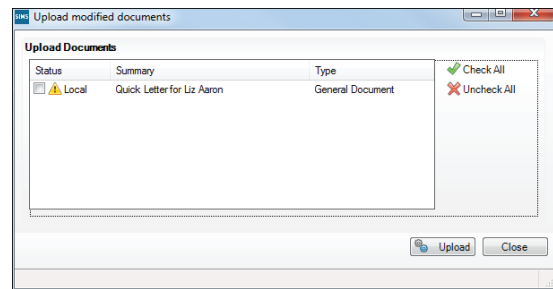 SIMS Upload modified documents
Upload Documents
Status Summary Type
Local Quick Letter for Liz Aaron General Document
Check All
Uncheck All
Upload Close